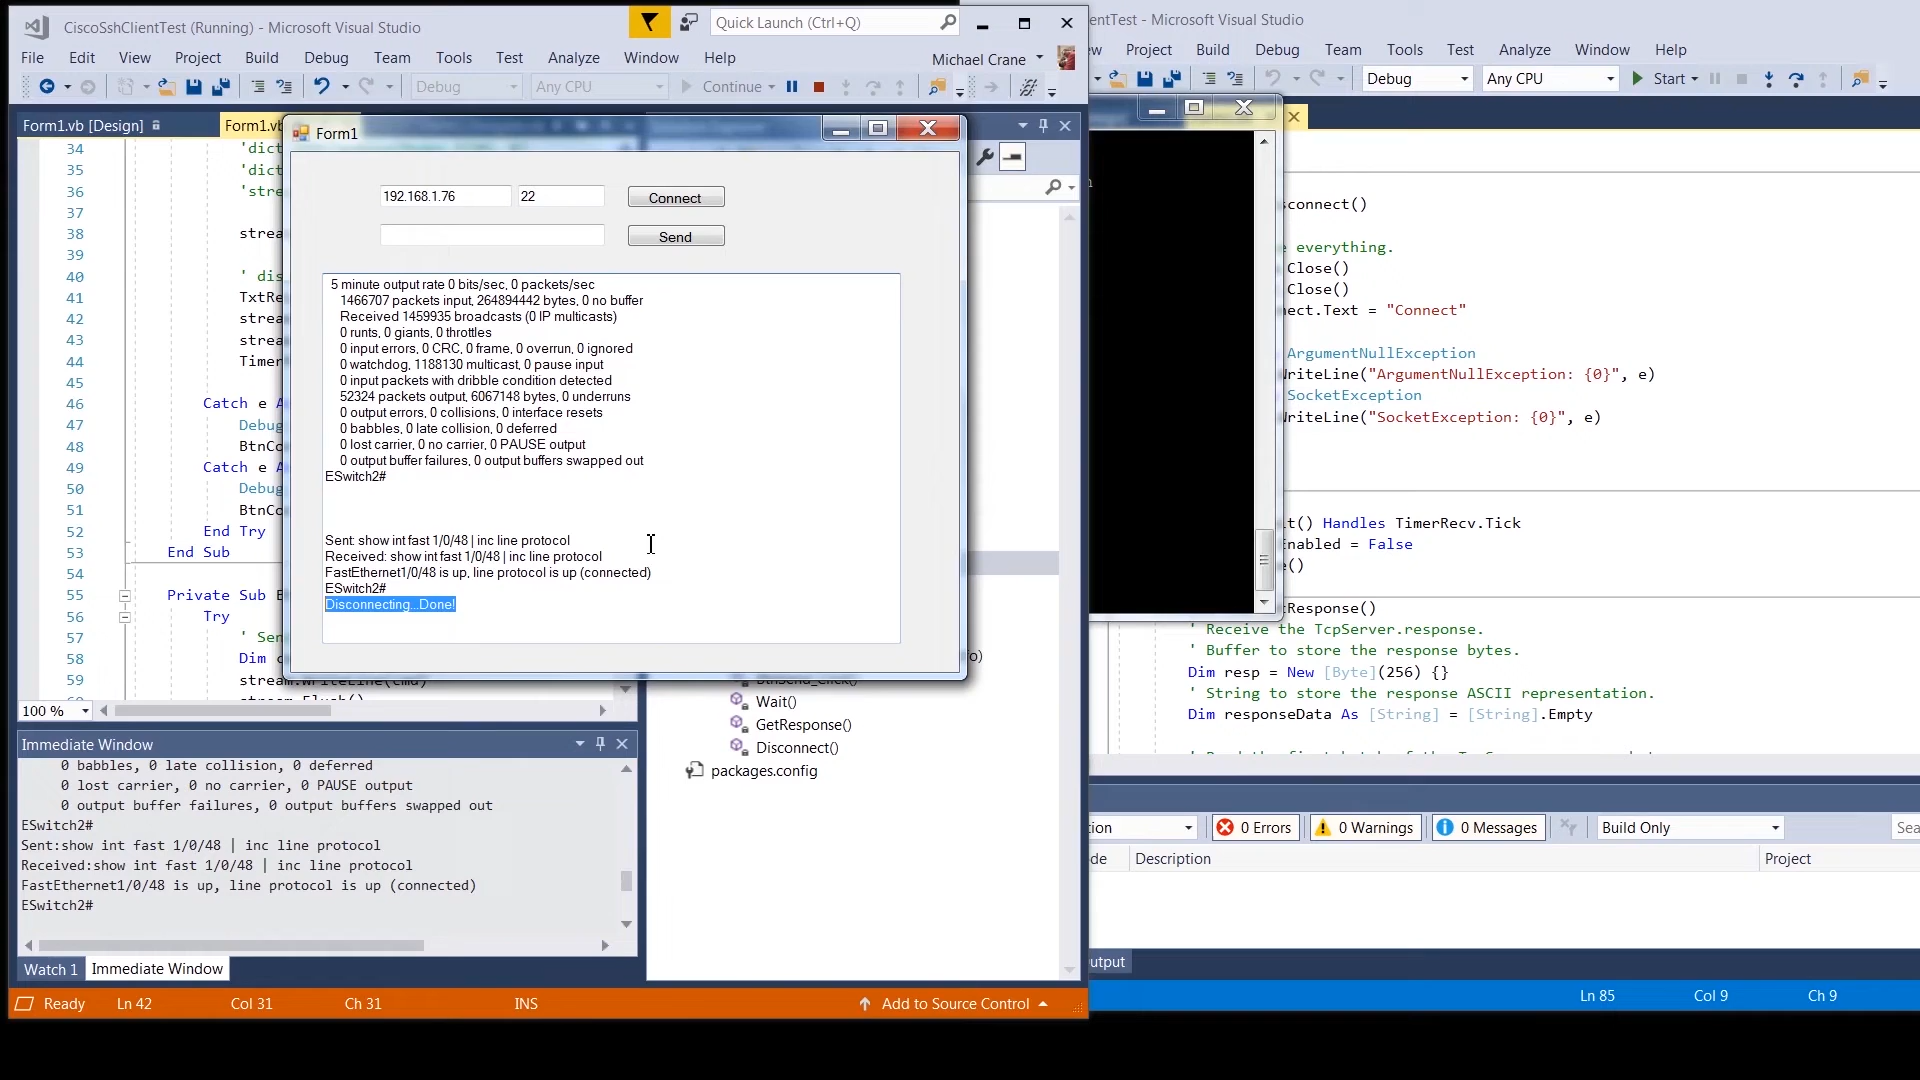 CiscoSshClientTest (Running) - Microsoft Visual Studio
Quick Launch (Ctrl+Q)
File Edit View Project Build Debug Team Tools Test Analyze Window Help
Michael Crane
Debug Any CPU Continue
Form1.vb [Design]
Form1.vb
34 'dict
35 'dict
36 'stre
37
38 strea
39
40 ' dis
41 TxtRe
42 strea
43 strea
44 Timer
45
46 Catch e A
47 Debug
48 BtnCo
49 Catch e A
50 Debug
51 BtnCo
52 End Try
53 End Sub
54
55 Private Sub B
56 Try
57 ' Sen
58 Dim c
59 stream.WriteLine(cmd)
100 %
Form1
192.168.1.76 22 Connect
Send
5 minute output rate 0 bits/sec, 0 packets/sec
1466707 packets input, 264894442 bytes, 0 no buffer
Received 1459935 broadcasts (0 IP multicasts)
0 runts, 0 giants, 0 throttles
0 input errors, 0 CRC, 0 frame, 0 overrun, 0 ignored
0 watchdog, 1188130 multicast, 0 pause input
0 input packets with dribble condition detected
52324 packets output, 6067148 bytes, 0 underruns
0 output errors, 0 collisions, 0 interface resets
0 babbles, 0 late collision, 0 deferred
0 lost carrier, 0 no carrier, 0 PAUSE output
0 output buffer failures, 0 output buffers swapped out
ESwitch2#
Sent: show int fast 1/0/48 | inc line protocol
Received: show int fast 1/0/48 | inc line protocol
FastEthernet1/0/48 is up, line protocol is up (connected)
ESwitch2#
Disconnecting...Done!
BtnSend_Click()
Wait()
GetResponse()
Disconnect()
packages.config
Immediate Window
0 babbles, 0 late collision, 0 deferred
0 lost carrier, 0 no carrier, 0 PAUSE output
0 output buffer failures, 0 output buffers swapped out
ESwitch2#
Sent:show int fast 1/0/48 | inc line protocol
Received:show int fast 1/0/48 | inc line protocol
FastEthernet1/0/48 is up, line protocol is up (connected)
ESwitch2#
Watch 1 Immediate Window
Ready Ln 42 Col 31 Ch 31 INS Add to Source Control
entTest - Microsoft Visual Studio
ew Project Build Debug Team Tools Test Analyze Window Help
Debug Any CPU Start
sconnect()
e everything.
Close()
Close()
nect.Text = "Connect"
ArgumentNullException
WriteLine("ArgumentNullException: {0}", e)
SocketException
WriteLine("SocketException: {0}", e)
it() Handles TimerRecv.Tick
Enabled = False
e()
tResponse()
' Receive the TcpServer.response.
' Buffer to store the response bytes.
Dim resp = New [Byte](256) {}
' String to store the response ASCII representation.
Dim responseData As [String] = [String].Empty
tion 0 Errors 0 Warnings 0 Messages Build Only Sea
de Description Project
utput
Ln 85 Col 9 Ch 9